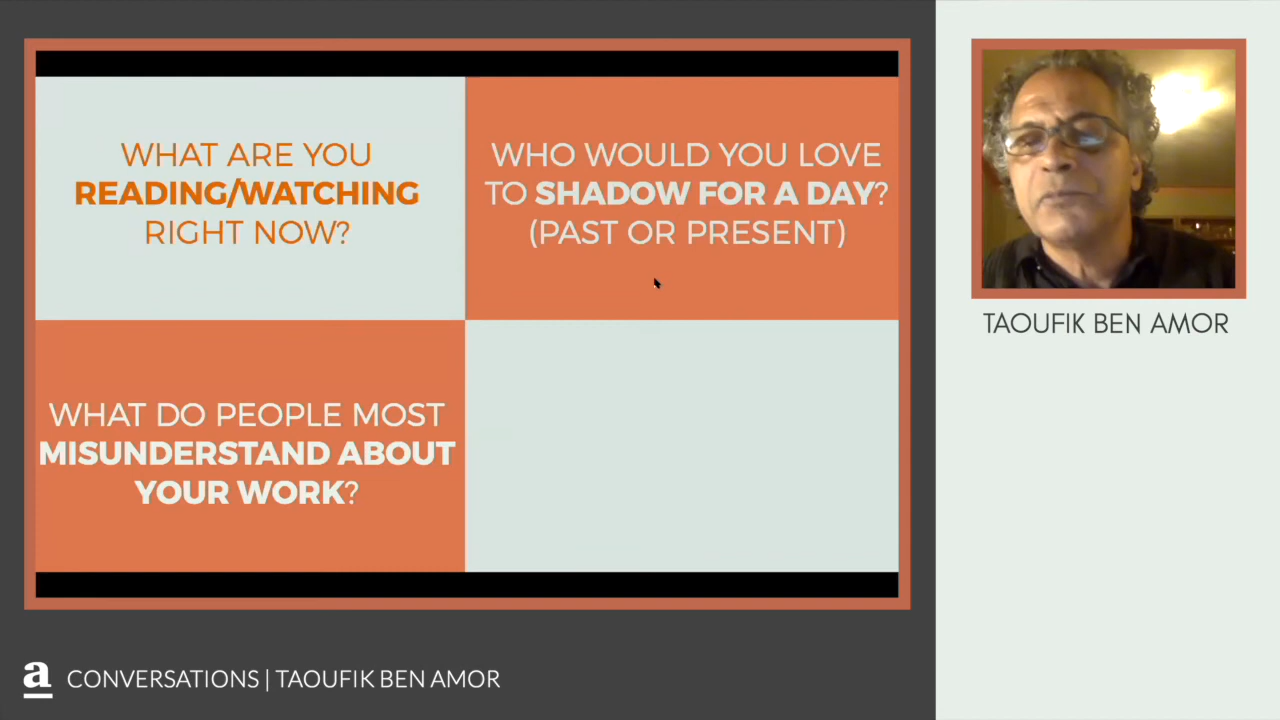 WHAT ARE YOU
READING/WATCHING
RIGHT NOW?
WHO WOULD YOU LOVE
TO SHADOW FOR A DAY?
(PAST OR PRESENT)
WHAT DO PEOPLE MOST
MISUNDERSTAND ABOUT
YOUR WORK?
TAOUFIK BEN AMOR
a CONVERSATIONS | TAOUFIK BEN AMOR